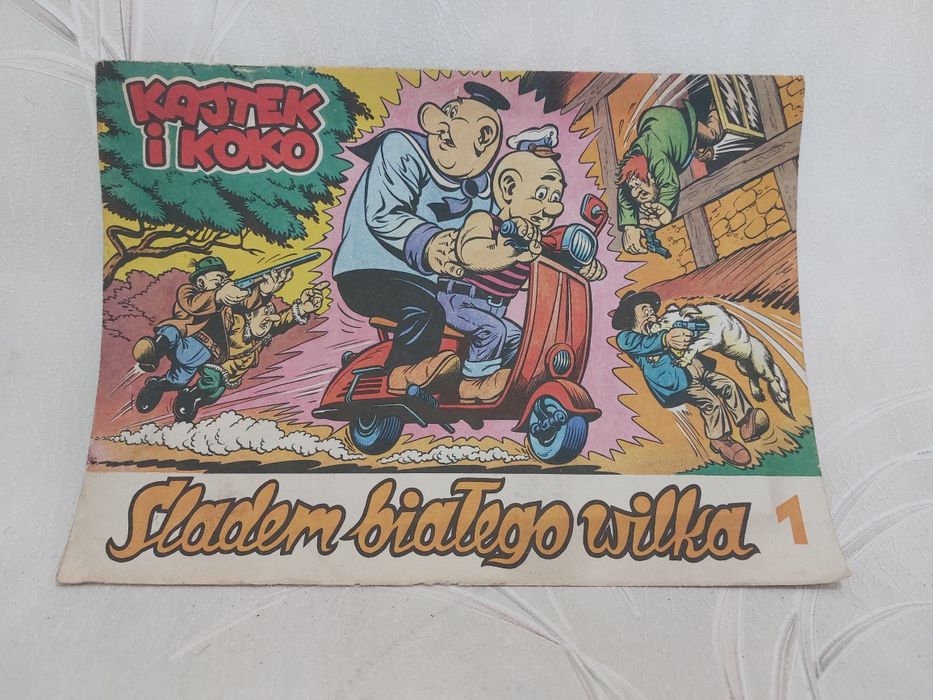 KAJTEK
i KOKO
Śladem białego wilka 1